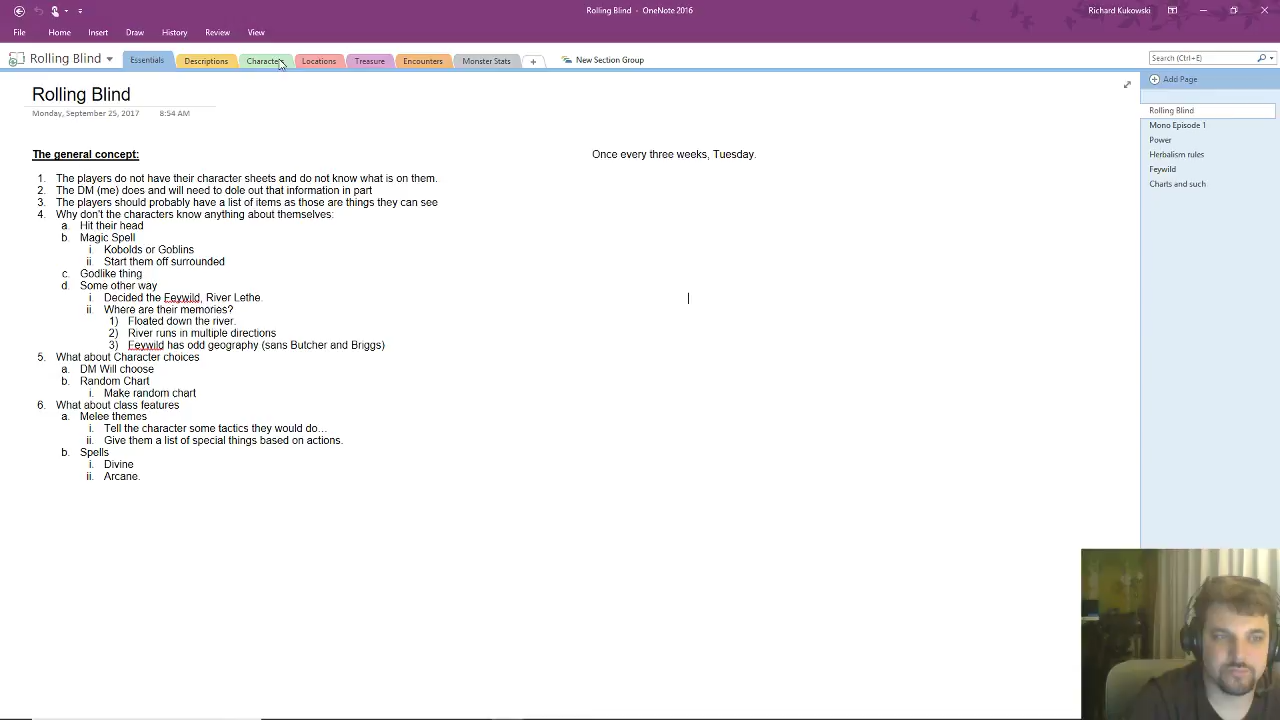 Rolling Blind - OneNote 2016
Richard Kukowski
File Home Insert Draw History Review View
Rolling Blind
Essentials Descriptions Characters Locations Treasure Encounters Monster Stats + New Section Group
Search (Ctrl+E)
Rolling Blind
Monday, September 25, 2017 8:54 AM
The general concept:
Once every three weeks, Tuesday.
1. The players do not have their character sheets and do not know what is on them.
2. The DM (me) does and will need to dole out that information in part
3. The players should probably have a list of items as those are things they can see
4. Why don't the characters know anything about themselves:
a. Hit their head
b. Magic Spell
i. Kobolds or Goblins
ii. Start them off surrounded
c. Godlike thing
d. Some other way
i. Decided the Feywild, River Lethe.
ii. Where are their memories?
1) Floated down the river.
2) River runs in multiple directions
3) Feywild has odd geography (sans Butcher and Briggs)
5. What about Character choices
a. DM Will choose
b. Random Chart
i. Make random chart
6. What about class features
a. Melee themes
i. Tell the character some tactics they would do…
ii. Give them a list of special things based on actions.
b. Spells
i. Divine
ii. Arcane.
Add Page
Rolling Blind
Mono Episode 1
Power
Herbalism rules
Feywild
Charts and such